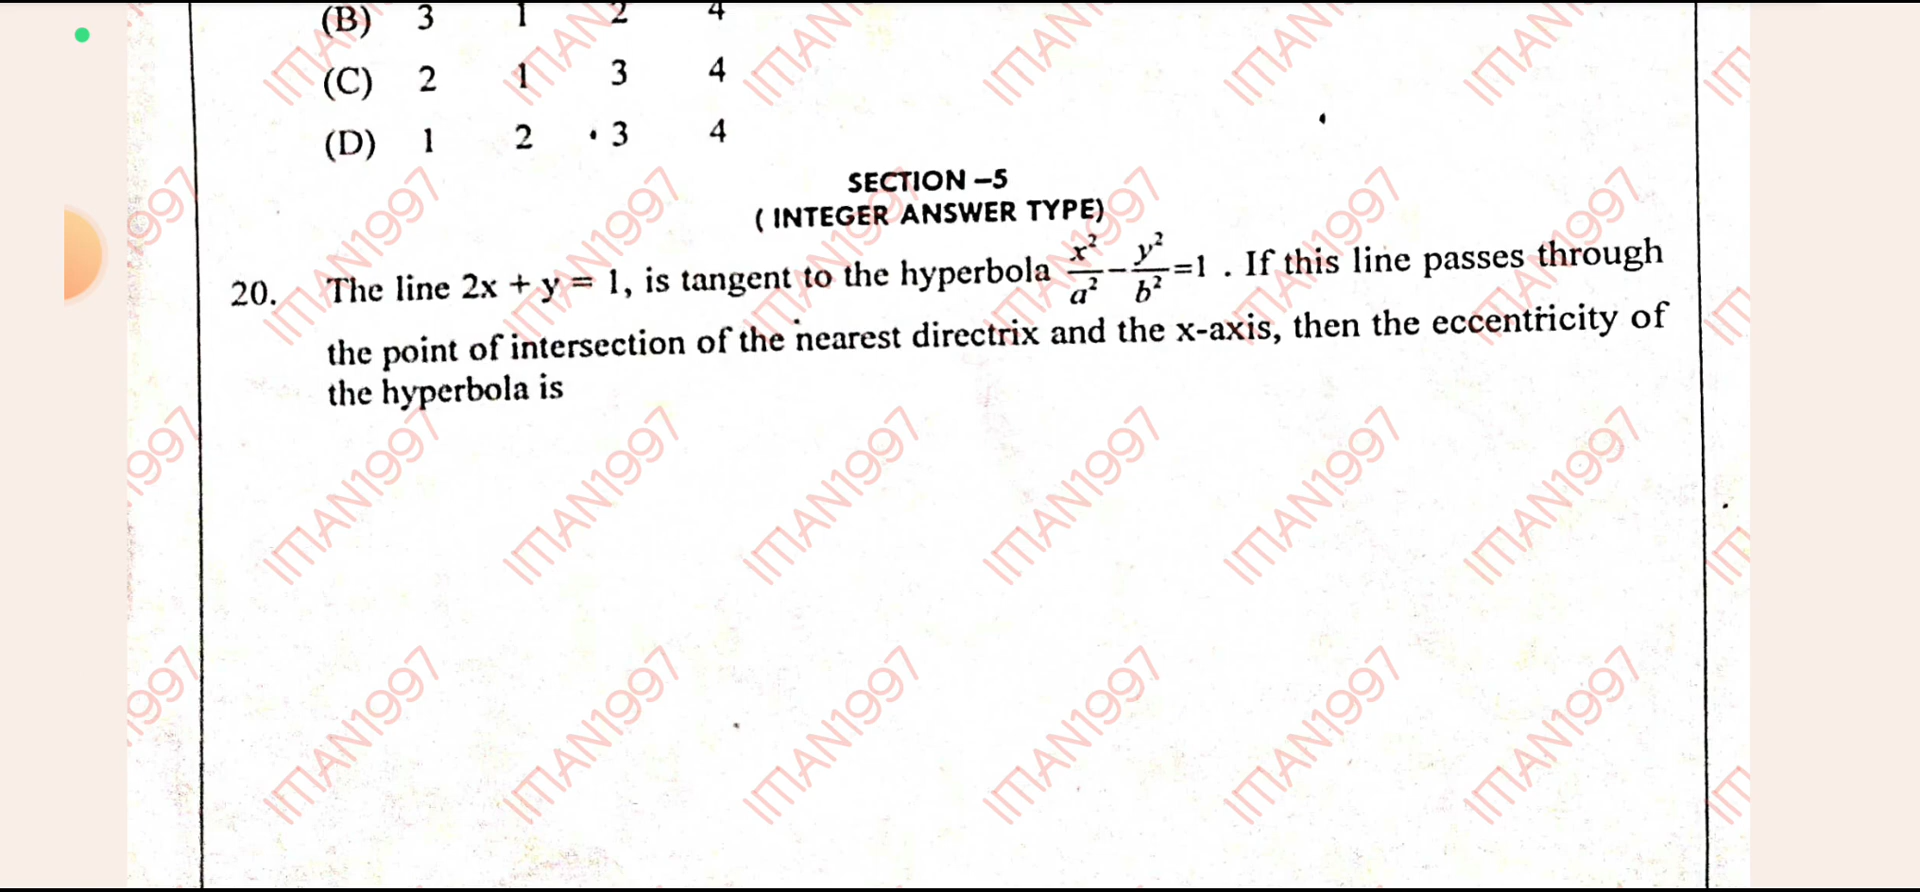 (B) 3 1 2 4
(C) 2 1 3 4
(D) 1 2 3 4
SECTION –5
( INTEGER ANSWER TYPE)
20. The line 2x + y = 1, is tangent to the hyperbola x²/a² − y²/b² =1 . If this line passes through
the point of intersection of the nearest directrix and the x-axis, then the eccentricity of
the hyperbola is
IMAN1997